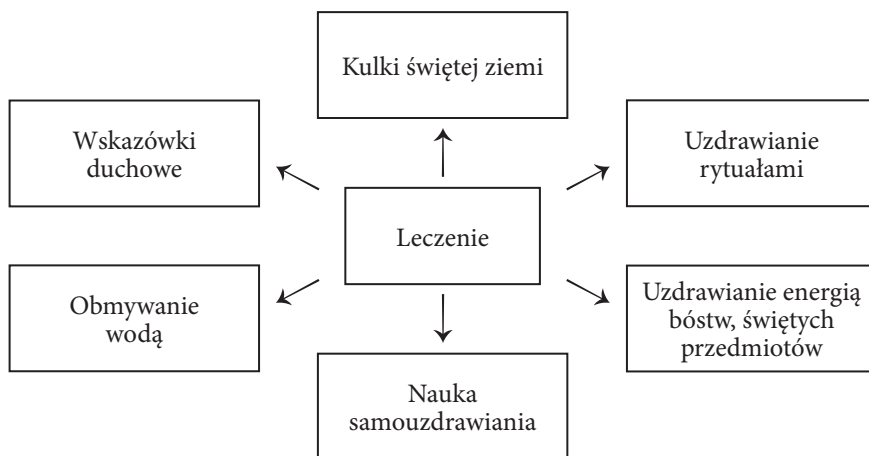 Kulki świętej ziemi
Wskazówki
duchowe
Uzdrawianie
rytuałami
Leczenie
Obmywanie
wodą
Uzdrawianie energią
bóstw, świętych
przedmiotów
Nauka
samouzdrawiania